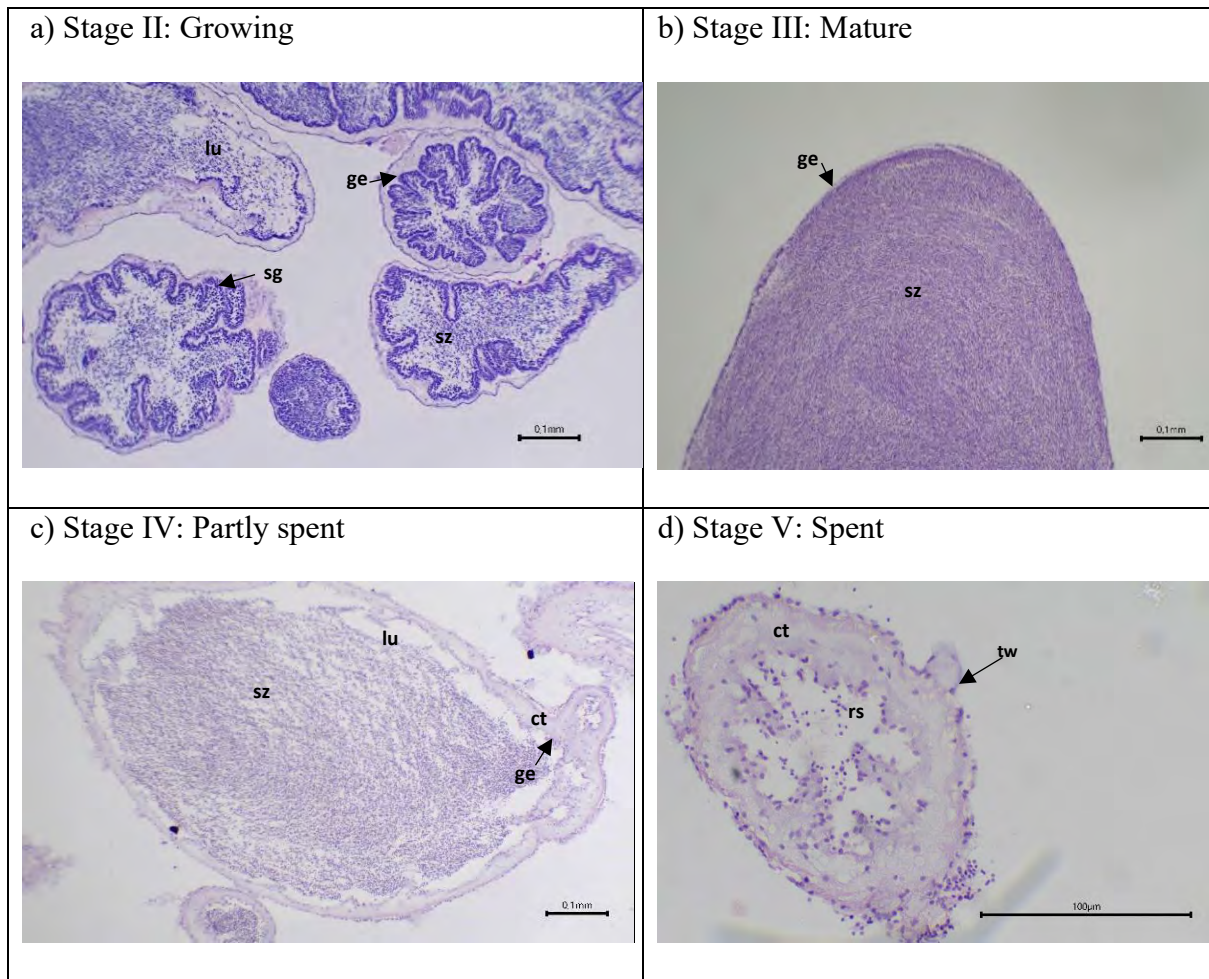 a) Stage II: Growing
lu
ge
sg
sz
0.1mm
b) Stage III: Mature
ge
sz
0.1mm
c) Stage IV: Partly spent
lu
sz
ct
ge
0.1mm
d) Stage V: Spent
ct
tw
rs
100µm